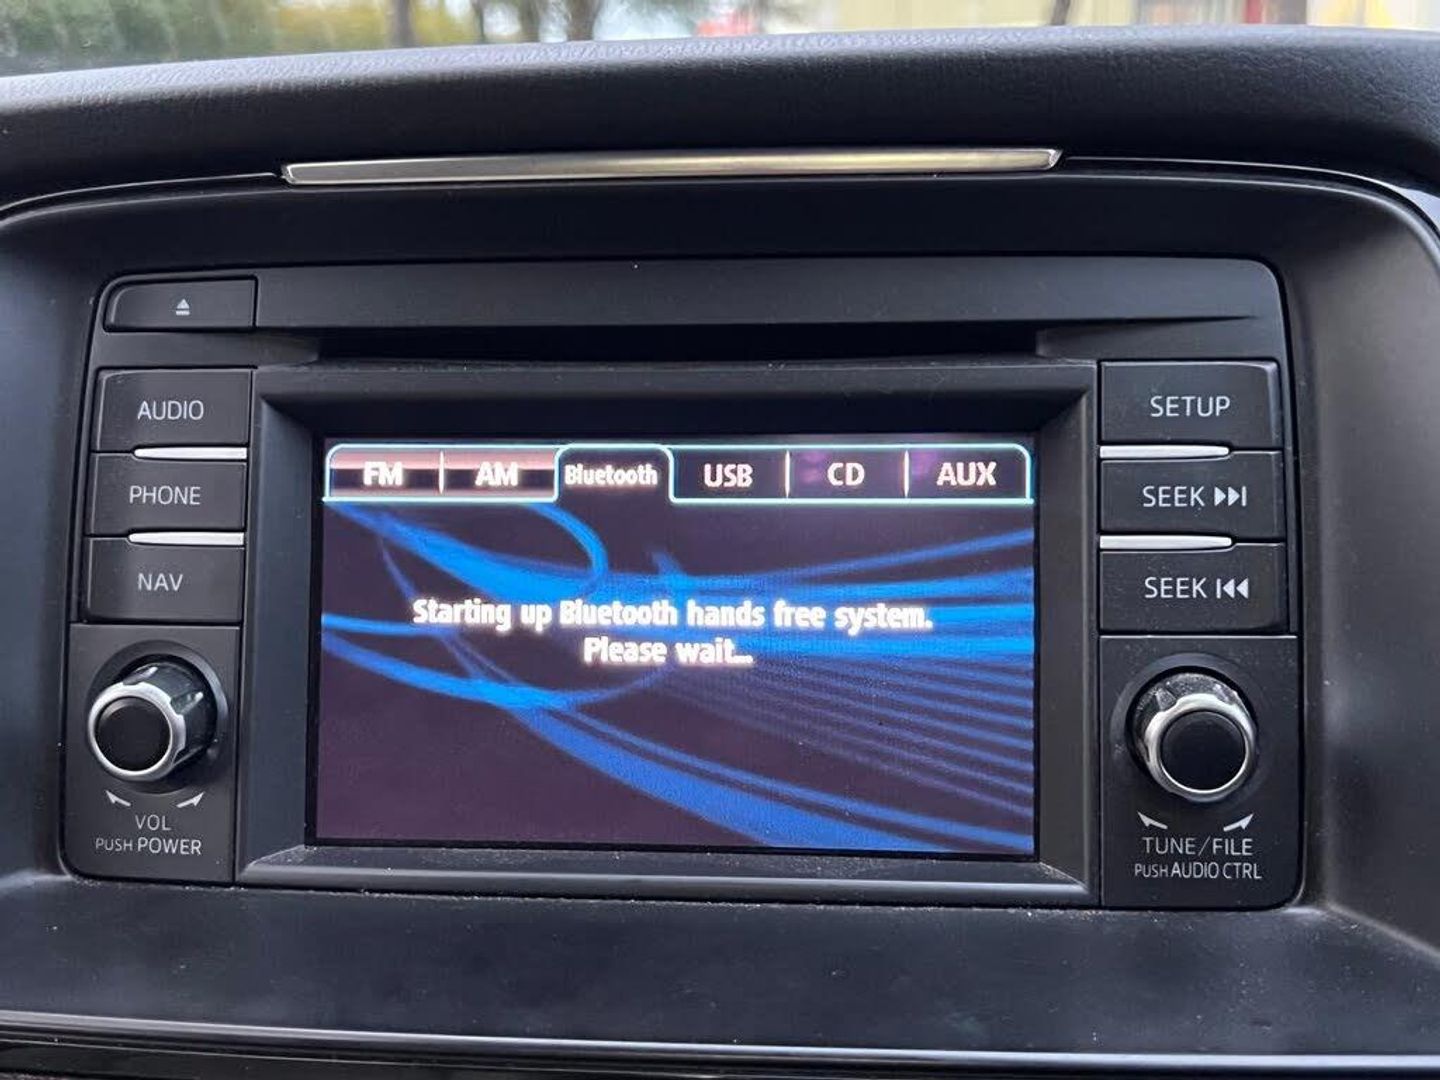 AUDIO
PHONE
NAV
VOL
PUSH POWER
FM AM Bluetooth USB CD AUX
Starting up Bluetooth hands free system.
Please wait...
SETUP
SEEK
SEEK
TUNE/FILE
PUSH AUDIO CTRL